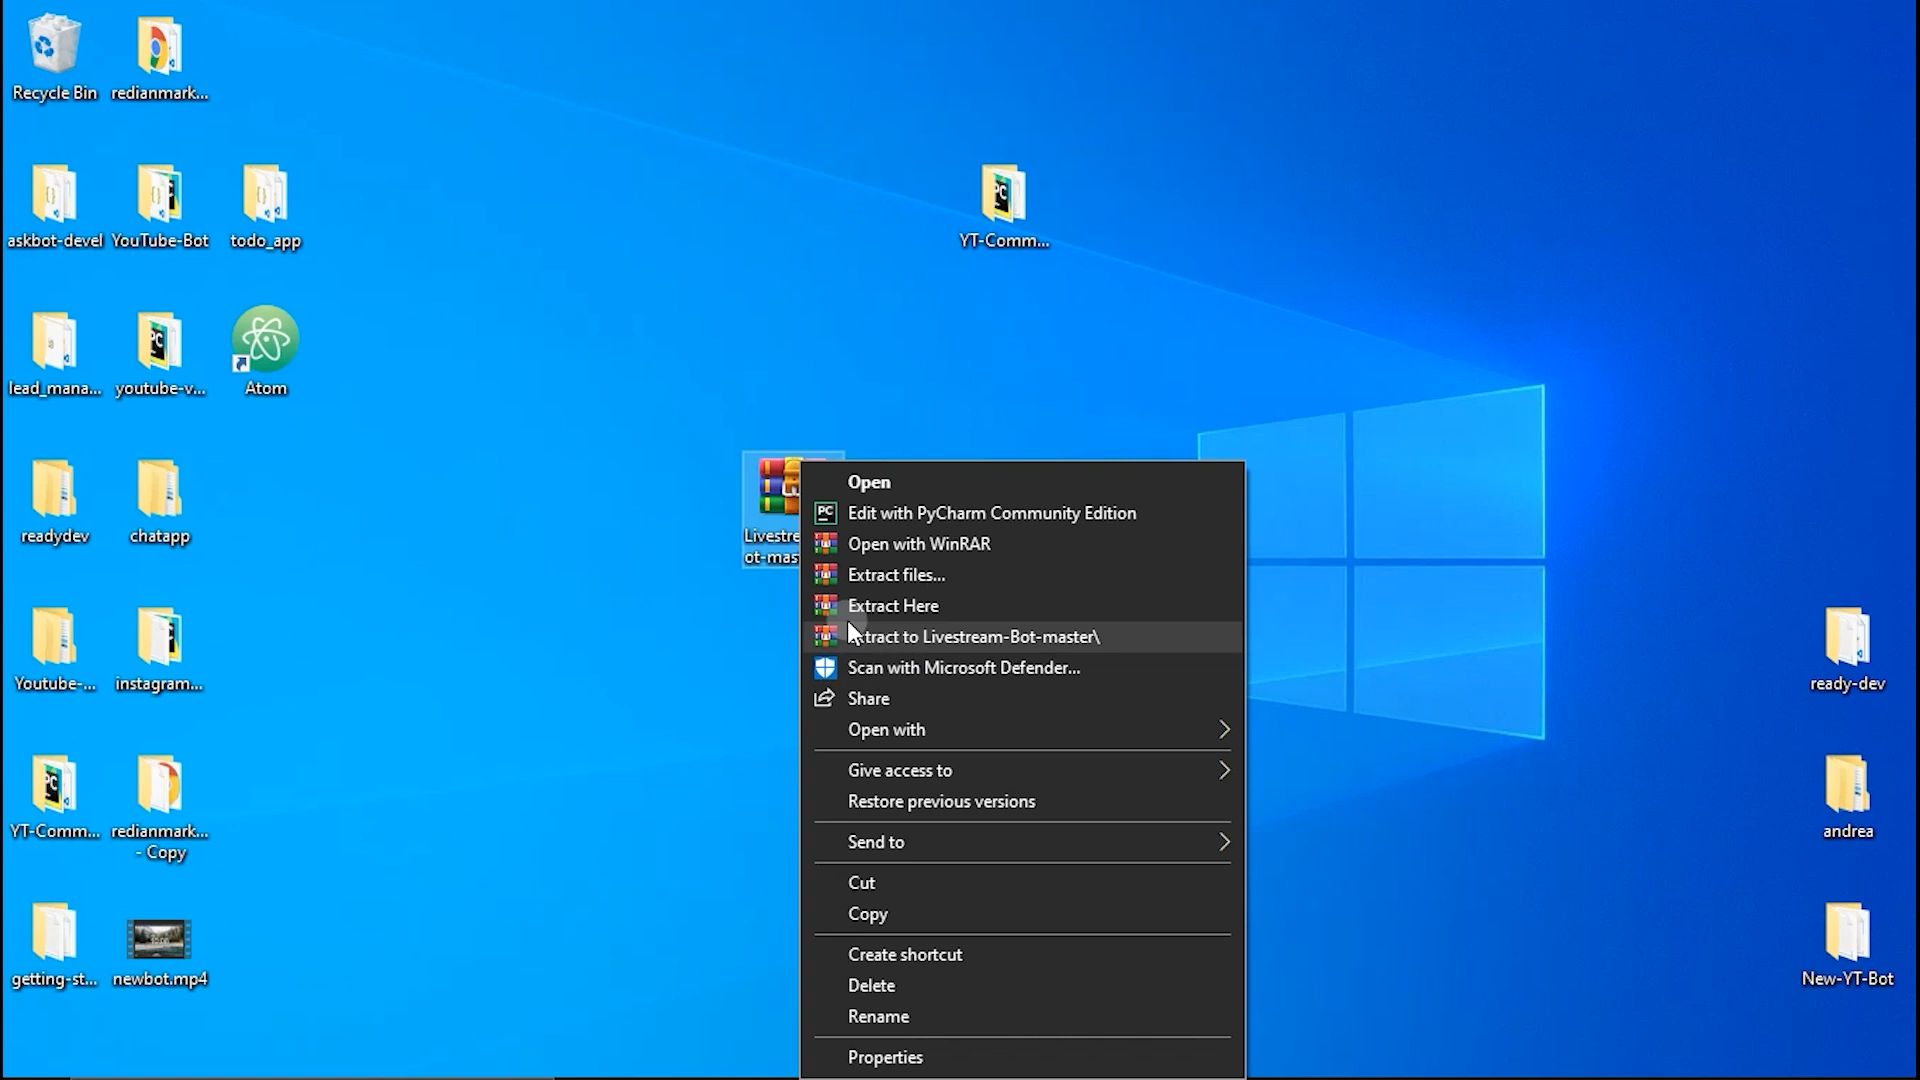 Recycle Bin
redianmark...
askbot-devel
YouTube-Bot
todo_app
YT-Comm...
lead_mana...
youtube-v...
Atom
readydev
chatapp
Livestre
ot-mas
Youtube-...
instagram...
ready-dev
YT-Comm...
redianmark...
- Copy
andrea
getting-st...
newbot.mp4
New-YT-Bot
Open
Edit with PyCharm Community Edition
Open with WinRAR
Extract files...
Extract Here
xtract to Livestream-Bot-master\
Scan with Microsoft Defender...
Share
Open with
Give access to
Restore previous versions
Send to
Cut
Copy
Create shortcut
Delete
Rename
Properties